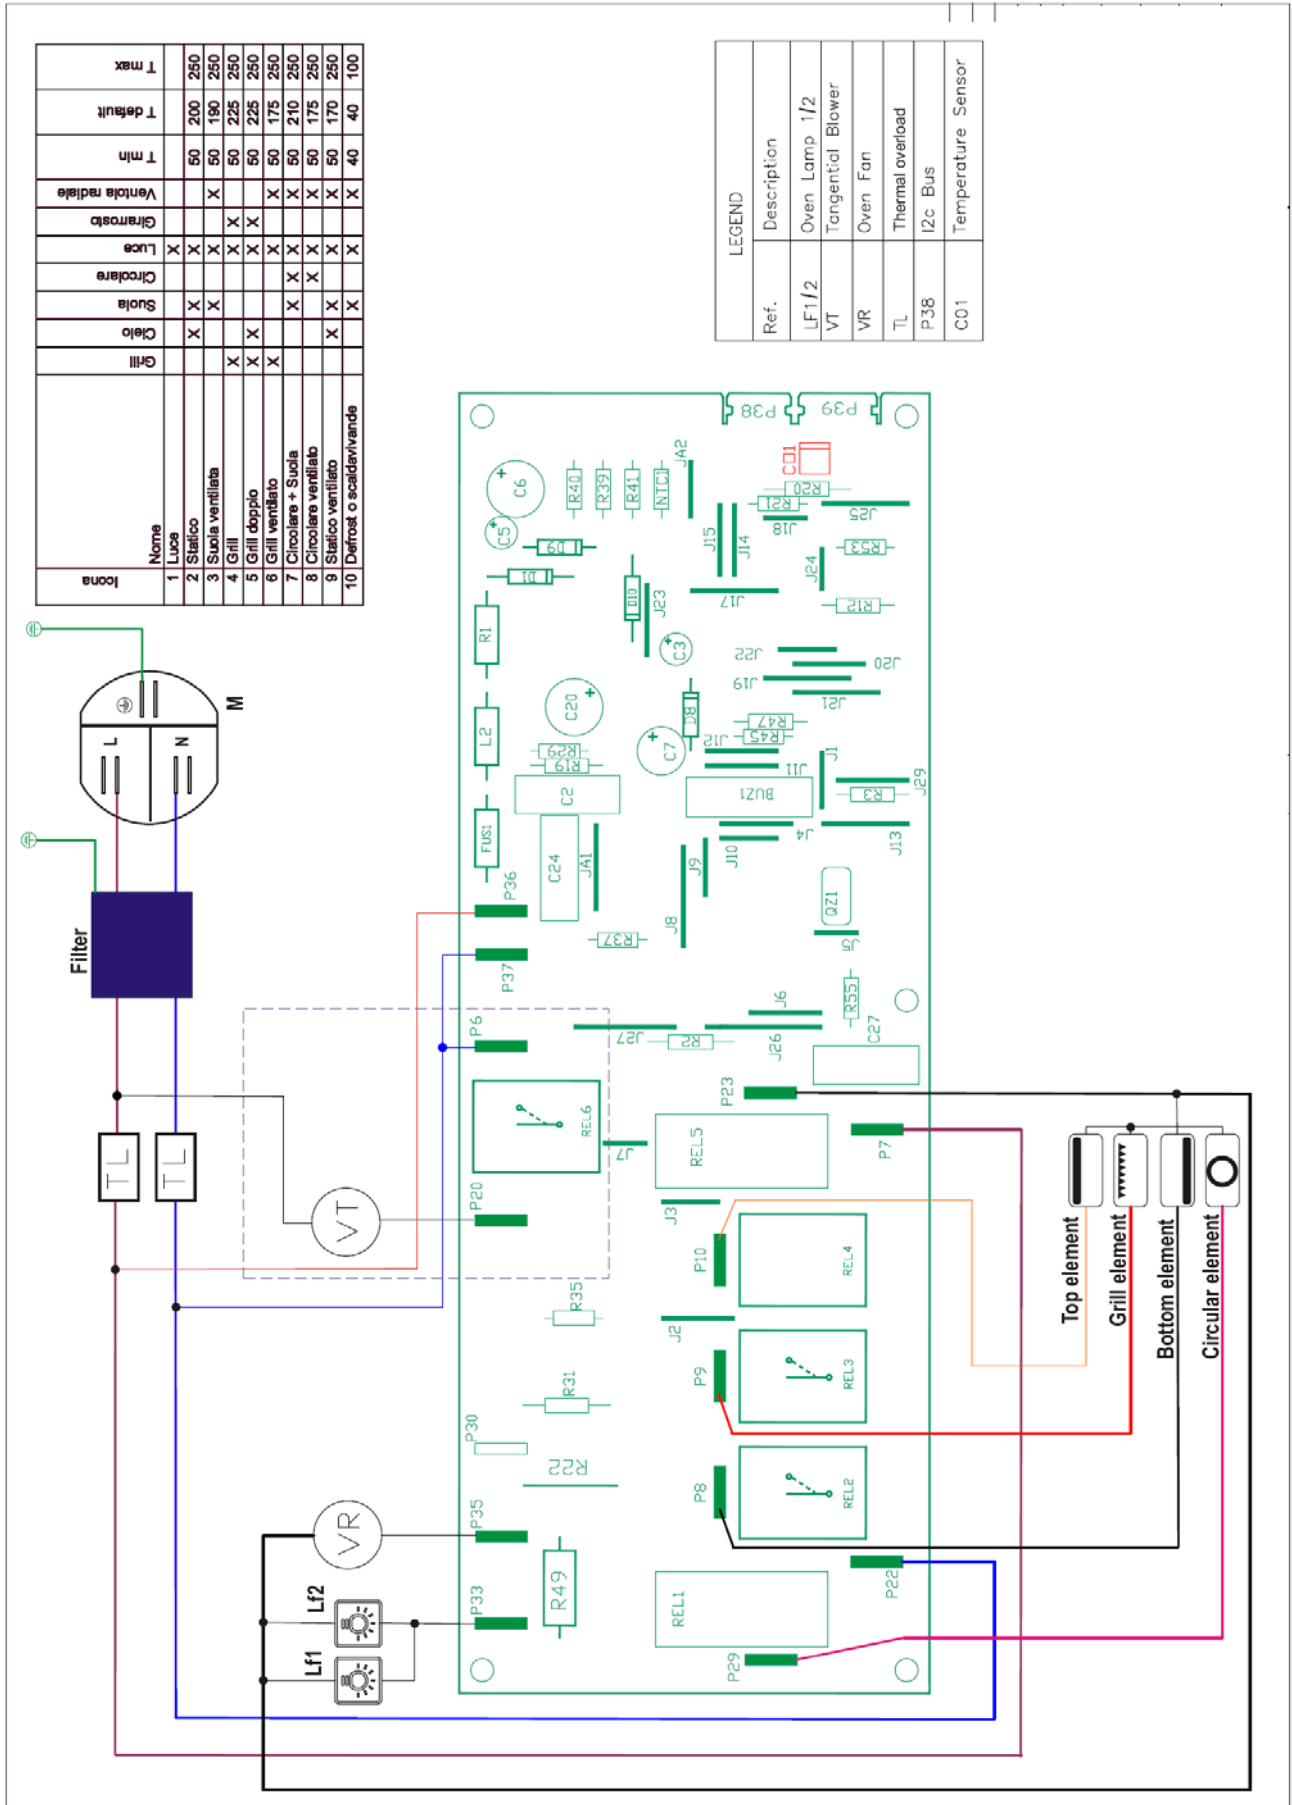 Icona Nome Grill Cielo Suola Circolare Luce Girarrosto Ventola radiale T min T default T max
1 Luce X
2 Statico X X X 50 200 250
3 Suola ventilata X X X 50 190 250
4 Grill X X X 50 225 250
5 Grill doppio X X X X 50 225 250
6 Grill ventilato X X X 50 175 250
7 Circolare + Suola X X X X 50 210 250
8 Circolare ventilato X X X 50 175 250
9 Statico ventilato X X X X 50 170 250
10 Defrost o scaldavivande X X X 40 40 100
LEGEND
Ref. Description
LF1/2 Oven Lamp 1/2
VT Tangential Blower
VR Oven Fan
TL Thermal overload
P38 I2c Bus
C01 Temperature Sensor
M
L
N
Filter
TL
TL
VT
VR
Lf2
Lf1
P38
P39
C01
C6
C5
R40
R39
R41
NTC1
JA2
R20
R21
J18
J25
J15
J14
R53
J24
D9
D1
D10
J23
J17
R12
R1
C3
J22
J20
J19
J21
L2
C20
D8
C7
R47
R45
J12
J11
R29
R19
J1
C2
BUZ1
R3
J29
FUS1
C24
JA1
J4
J10
J13
J9
J8
P36
R37
QZ1
J5
P37
P6
J27
R2
J6
J26
R55
C27
P23
REL6
J7
REL5
P7
P20
J3
P10
REL4
R35
J2
P9
REL3
R31
P30
R22
P8
REL2
P35
R49
P33
REL1
P22
P29
Top element
Grill element
Bottom element
Circular element